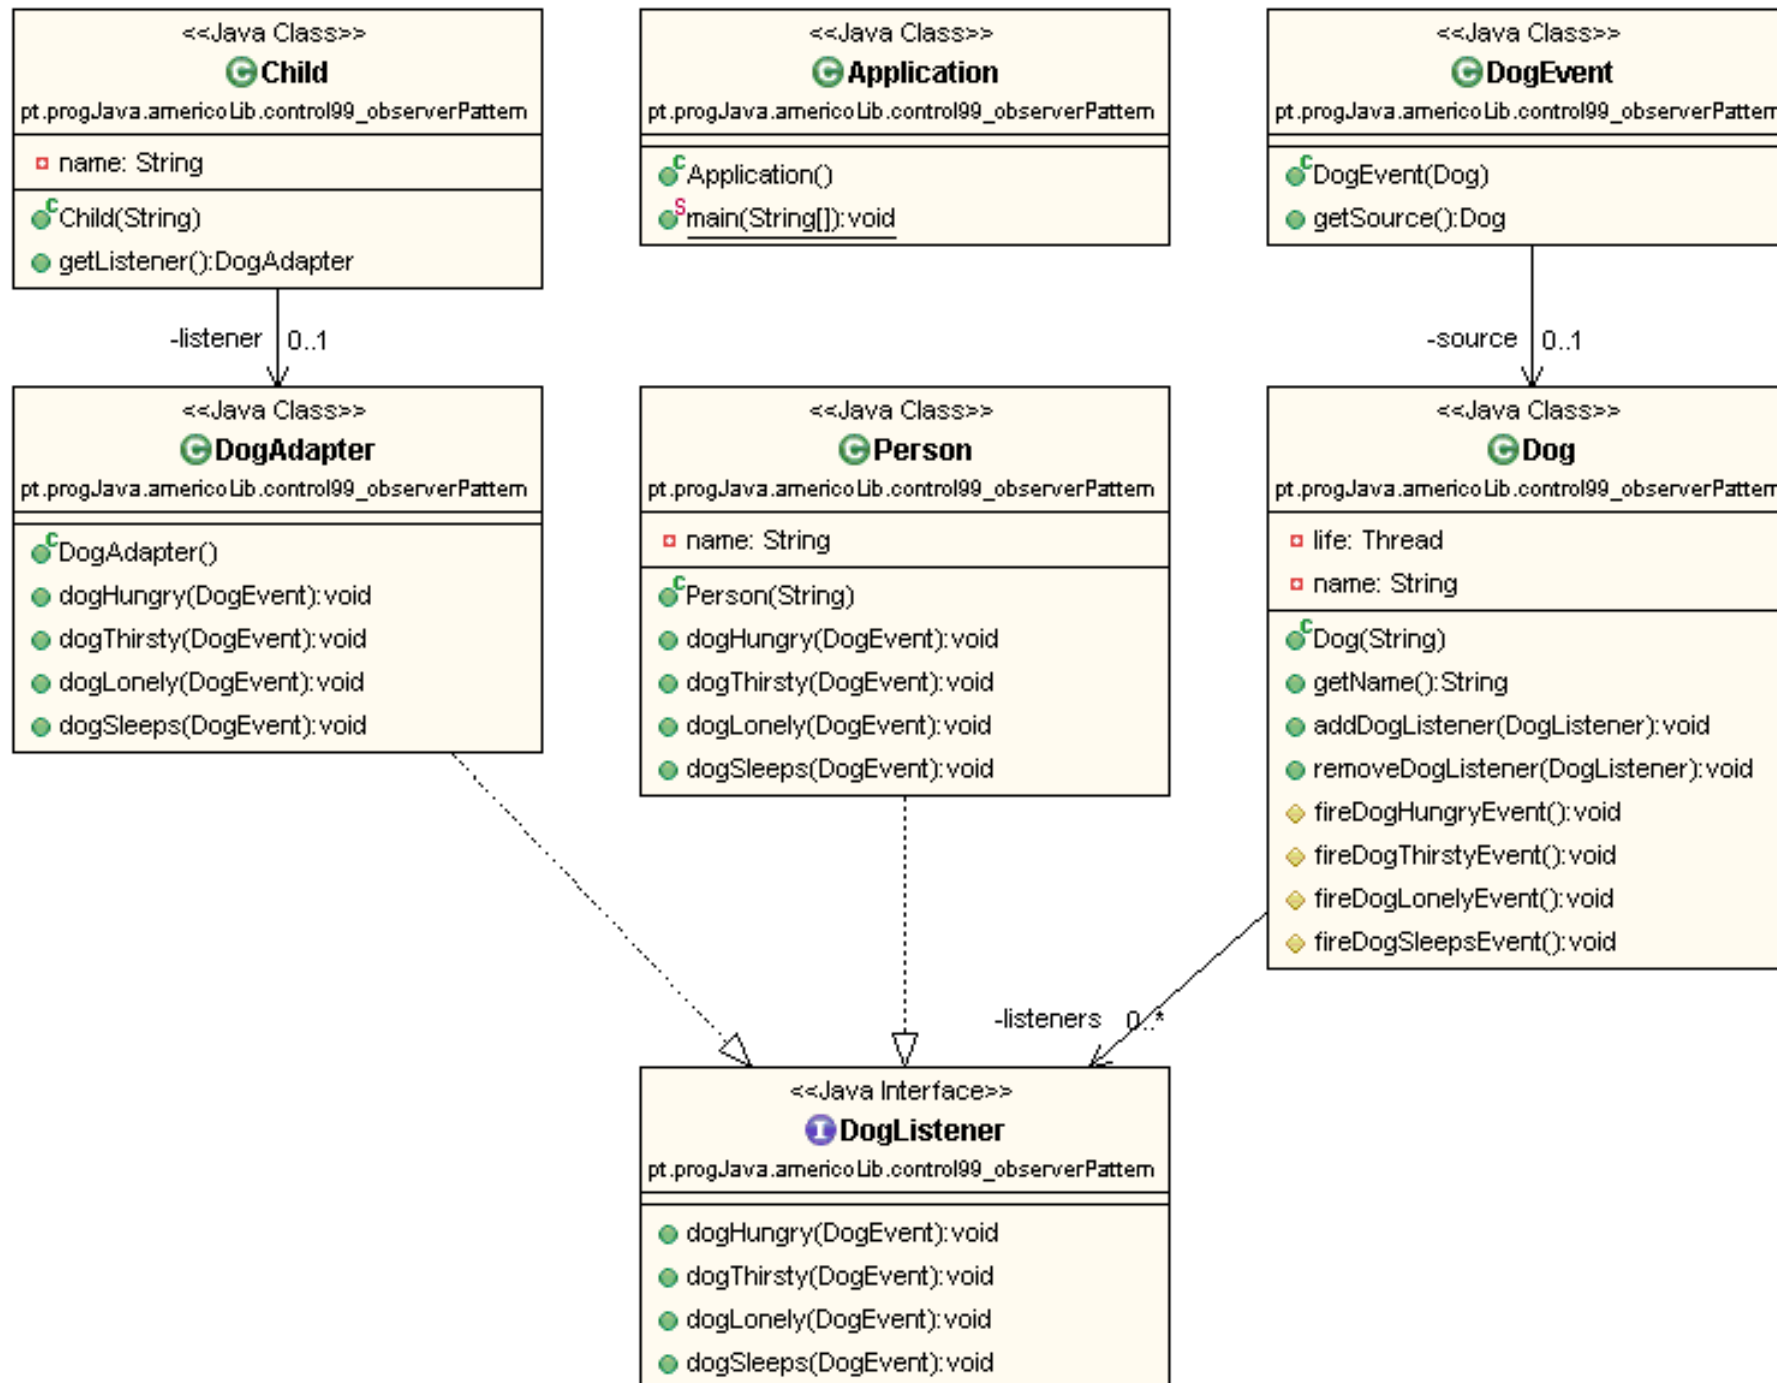 <<Java Class>>
Child
pt.progJava.americoLib.control99_observerPattern
name: String
Child(String)
getListener():DogAdapter
<<Java Class>>
Application
pt.progJava.americoLib.control99_observerPattern
Application()
main(String[]):void
<<Java Class>>
DogEvent
pt.progJava.americoLib.control99_observerPattern
DogEvent(Dog)
getSource():Dog
-listener 0..1
-source 0..1
<<Java Class>>
DogAdapter
pt.progJava.americoLib.control99_observerPattern
DogAdapter()
dogHungry(DogEvent):void
dogThirsty(DogEvent):void
dogLonely(DogEvent):void
dogSleeps(DogEvent):void
<<Java Class>>
Person
pt.progJava.americoLib.control99_observerPattern
name: String
Person(String)
dogHungry(DogEvent):void
dogThirsty(DogEvent):void
dogLonely(DogEvent):void
dogSleeps(DogEvent):void
<<Java Class>>
Dog
pt.progJava.americoLib.control99_observerPattern
life: Thread
name: String
Dog(String)
getName():String
addDogListener(DogListener):void
removeDogListener(DogListener):void
fireDogHungryEvent():void
fireDogThirstyEvent():void
fireDogLonelyEvent():void
fireDogSleepsEvent():void
-listeners 0..*
<<Java Interface>>
DogListener
pt.progJava.americoLib.control99_observerPattern
dogHungry(DogEvent):void
dogThirsty(DogEvent):void
dogLonely(DogEvent):void
dogSleeps(DogEvent):void